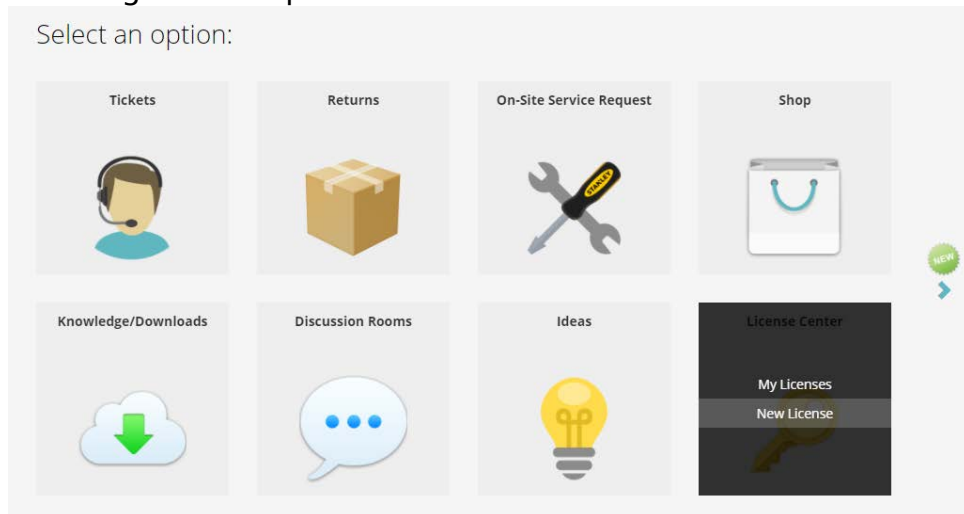 Select an option:
Tickets
Returns
On-Site Service Request
Shop
STANLEY
NEW
Knowledge/Downloads
Discussion Rooms
Ideas
License Center
My Licenses
New License